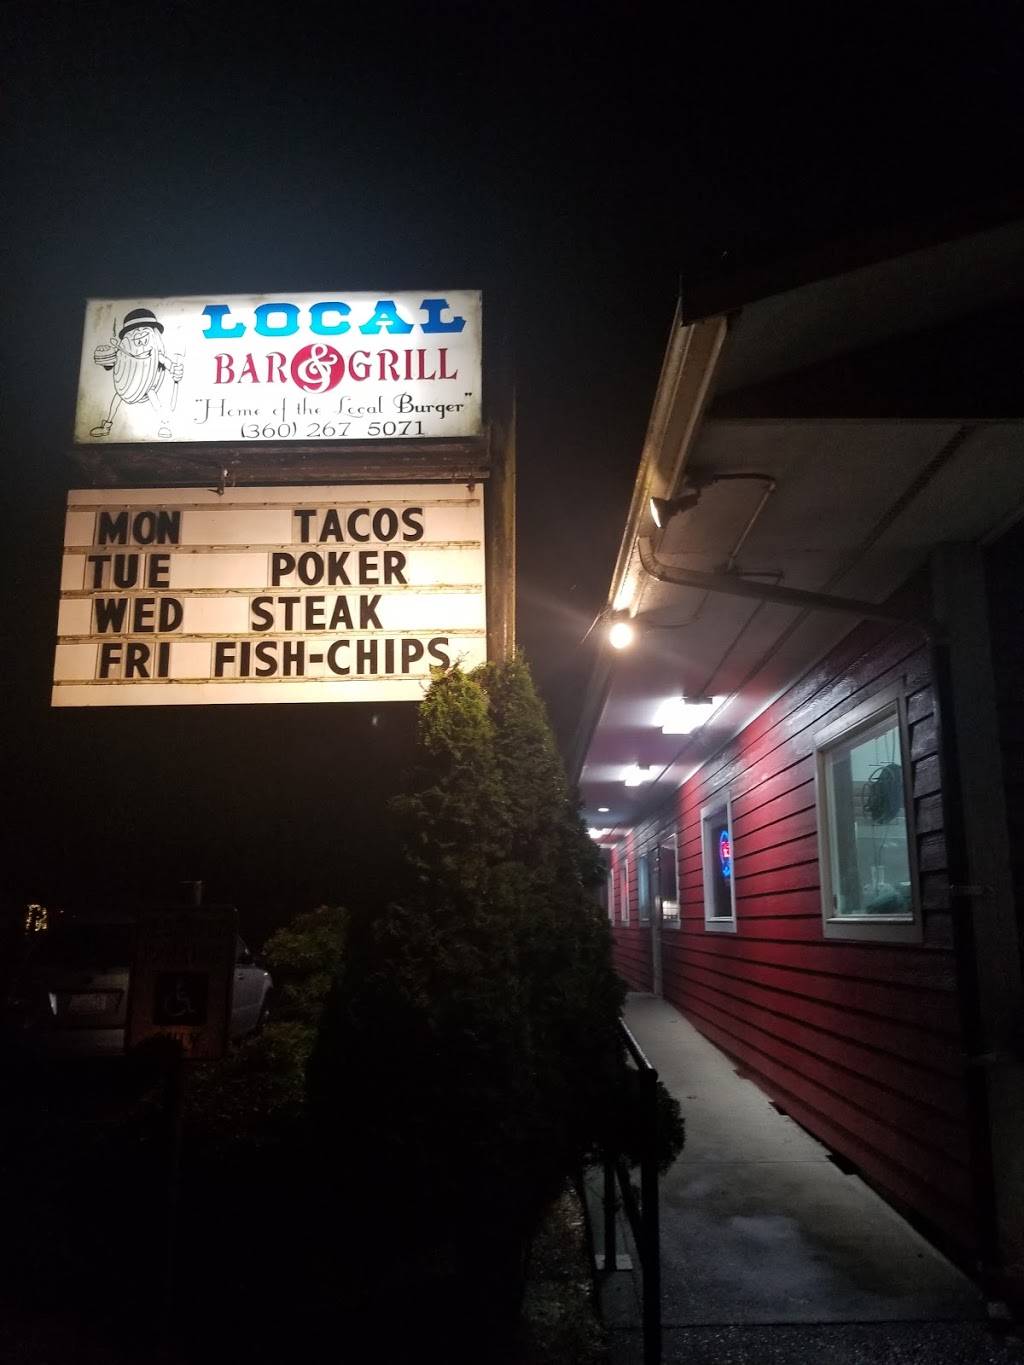 LOCAL
BAR & GRILL
"Home of the Local Burger"
(360) 267 5071
MON TACOS
TUE POKER
WED STEAK
FRI FISH-CHIPS